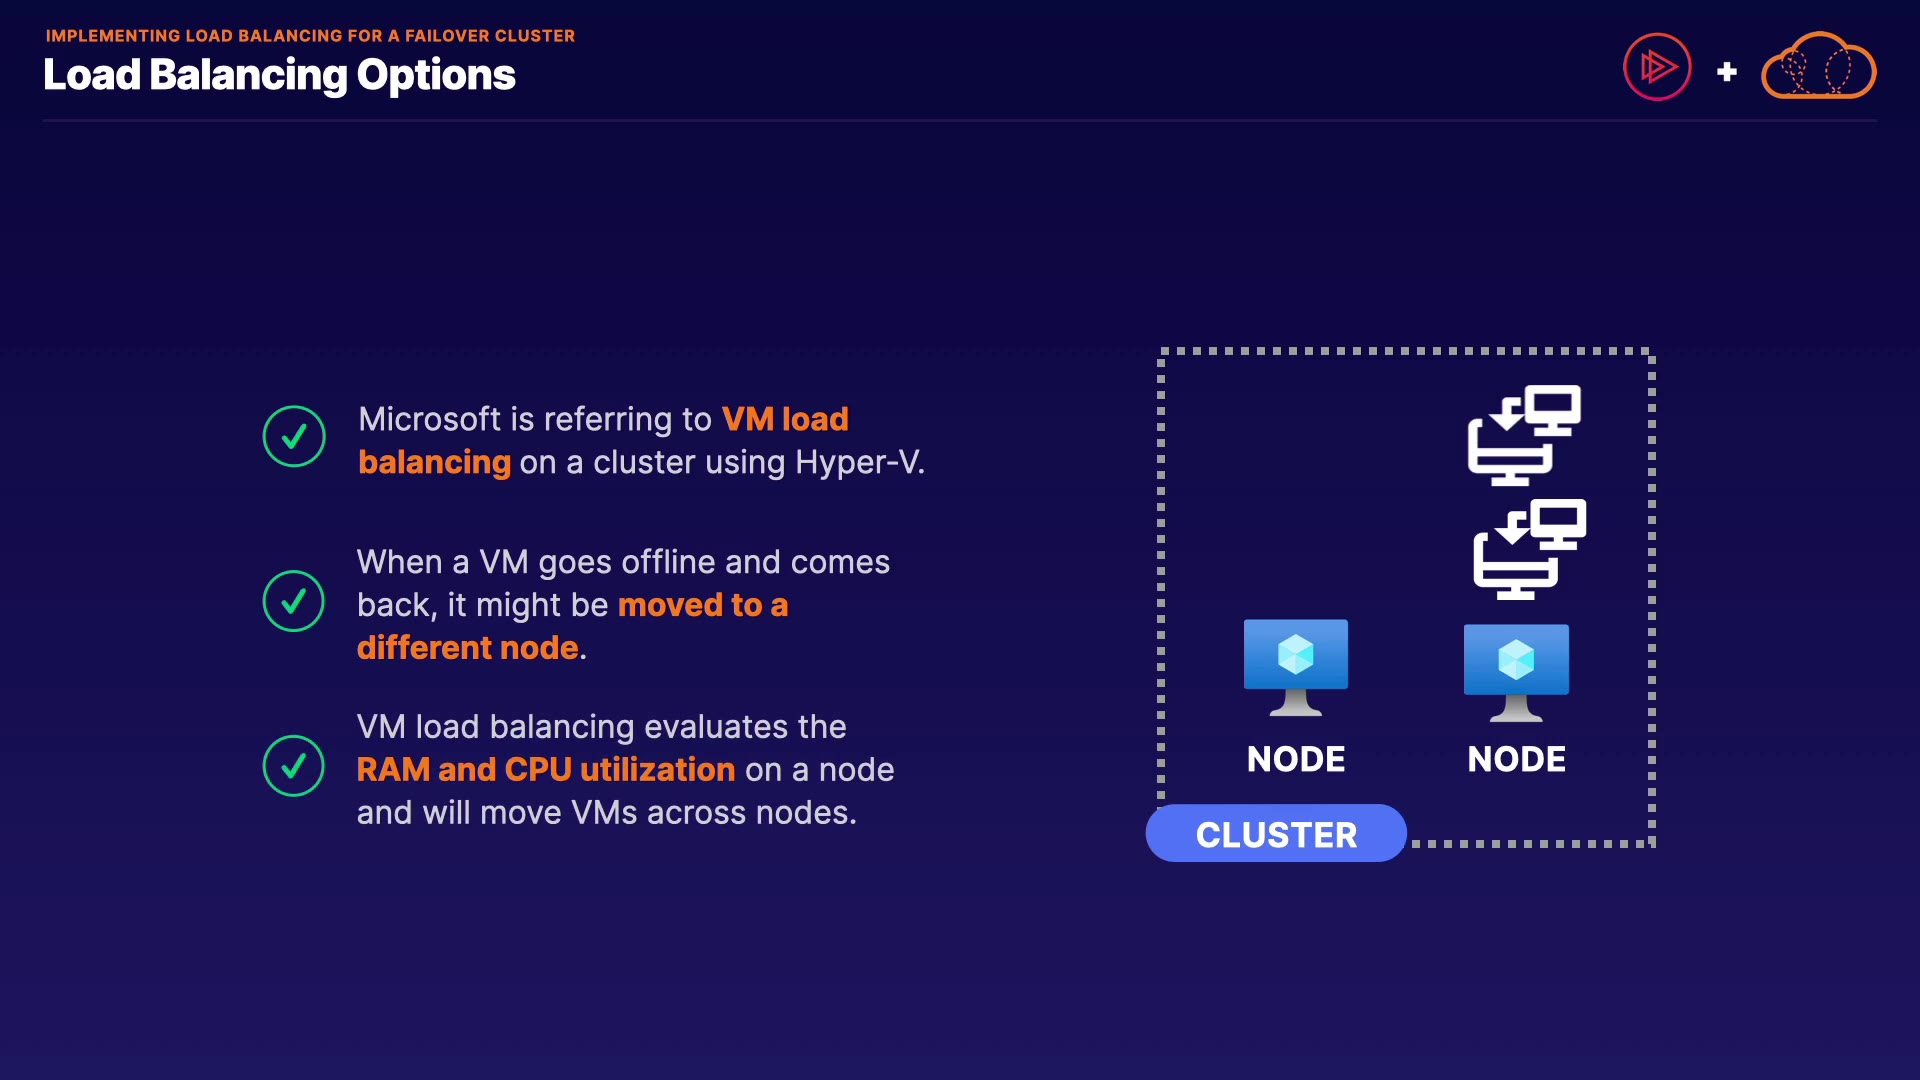 IMPLEMENTING LOAD BALANCING FOR A FAILOVER CLUSTER
Load Balancing Options
Microsoft is referring to VM load
balancing on a cluster using Hyper-V.
When a VM goes offline and comes
back, it might be moved to a
different node.
VM load balancing evaluates the
RAM and CPU utilization on a node
and will move VMs across nodes.
NODE
NODE
CLUSTER